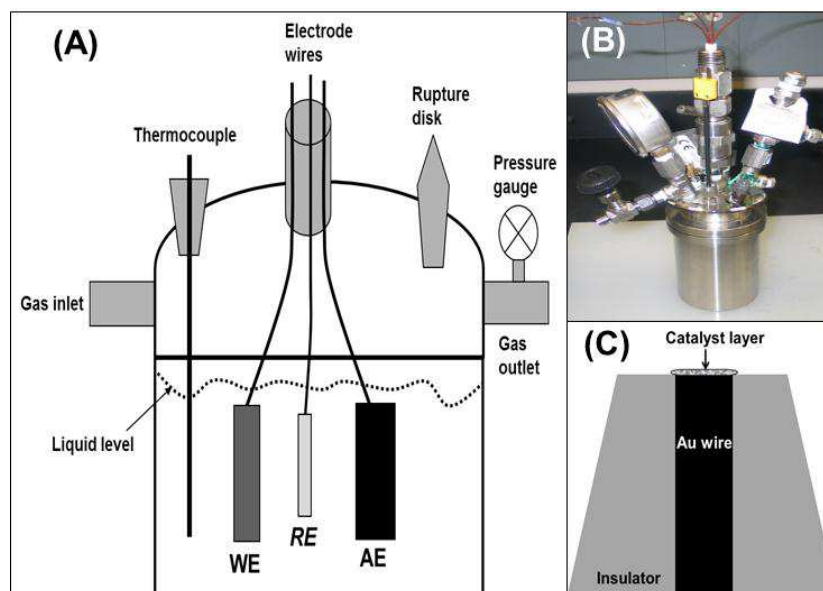 (A)
Electrode
wires
Thermocouple
Rupture
disk
Pressure
gauge
Gas inlet
Gas
outlet
Liquid level
WE
RE
AE
(B)
(C)
Catalyst layer
Au wire
Insulator